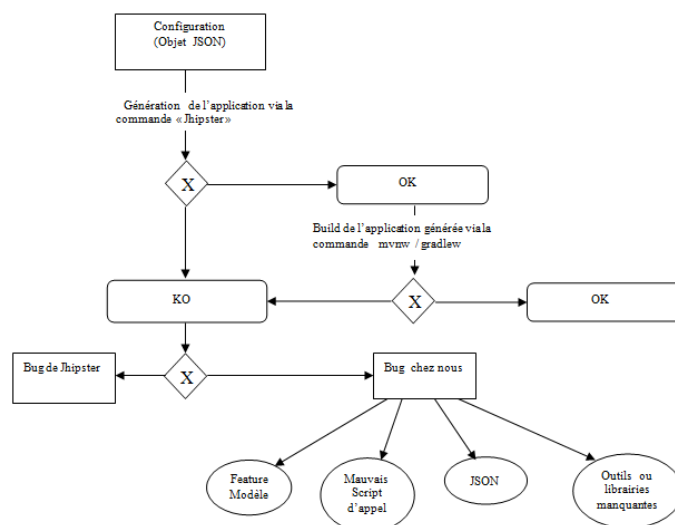 Configuration
(Objet JSON)
Génération de l'application via la
commande « Jhipster»
X
OK
Build de l'application générée via la
commande mvnw / gradlew
KO
X
OK
Bug de Jhipster
X
Bug chez nous
Feature
Modèle
Mauvais
Script
d'appel
JSON
Outils ou
librairies
manquantes